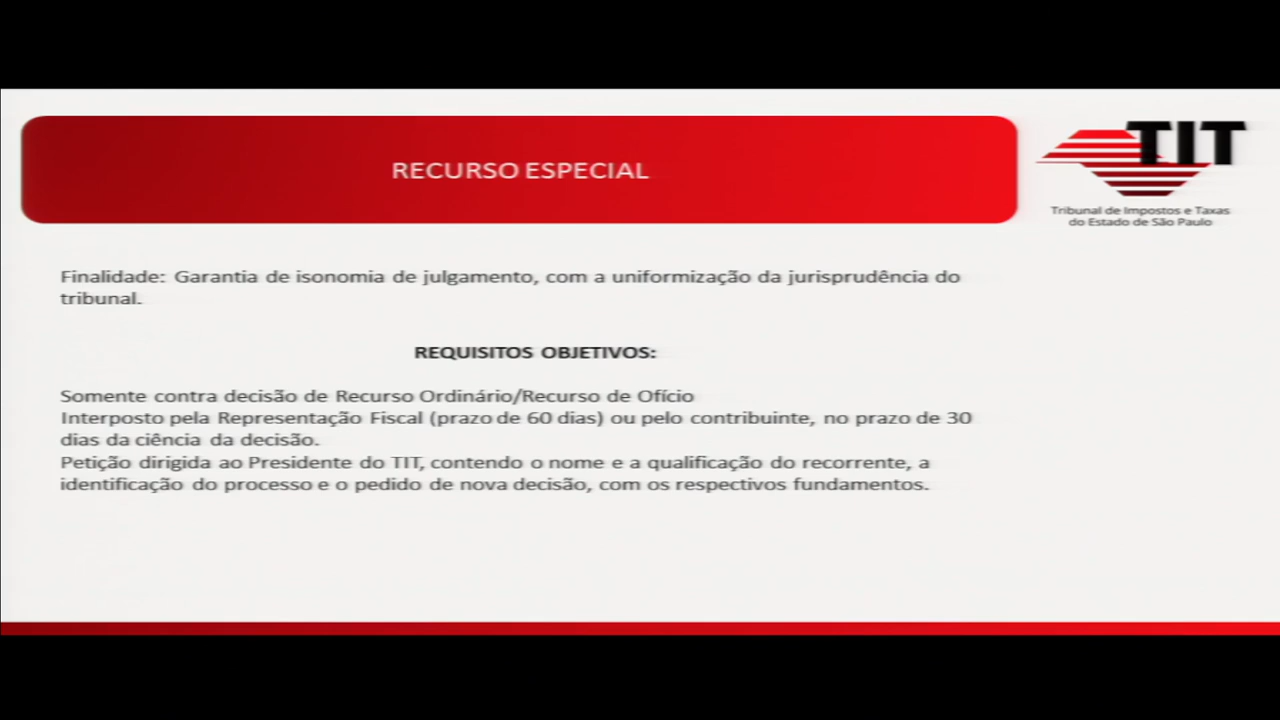 RECURSO ESPECIAL
TIT
Tribunal de Impostos e Taxas
do Estado de São Paulo
Finalidade: Garantia de isonomia de julgamento, com a uniformização da jurisprudência do
tribunal.
REQUISITOS OBJETIVOS:
Somente contra decisão de Recurso Ordinário/Recurso de Ofício
Interposto pela Representação Fiscal (prazo de 60 dias) ou pelo contribuinte, no prazo de 30
dias da ciência da decisão.
Petição dirigida ao Presidente do TIT, contendo o nome e a qualificação do recorrente, a
identificação do processo e o pedido de nova decisão, com os respectivos fundamentos.